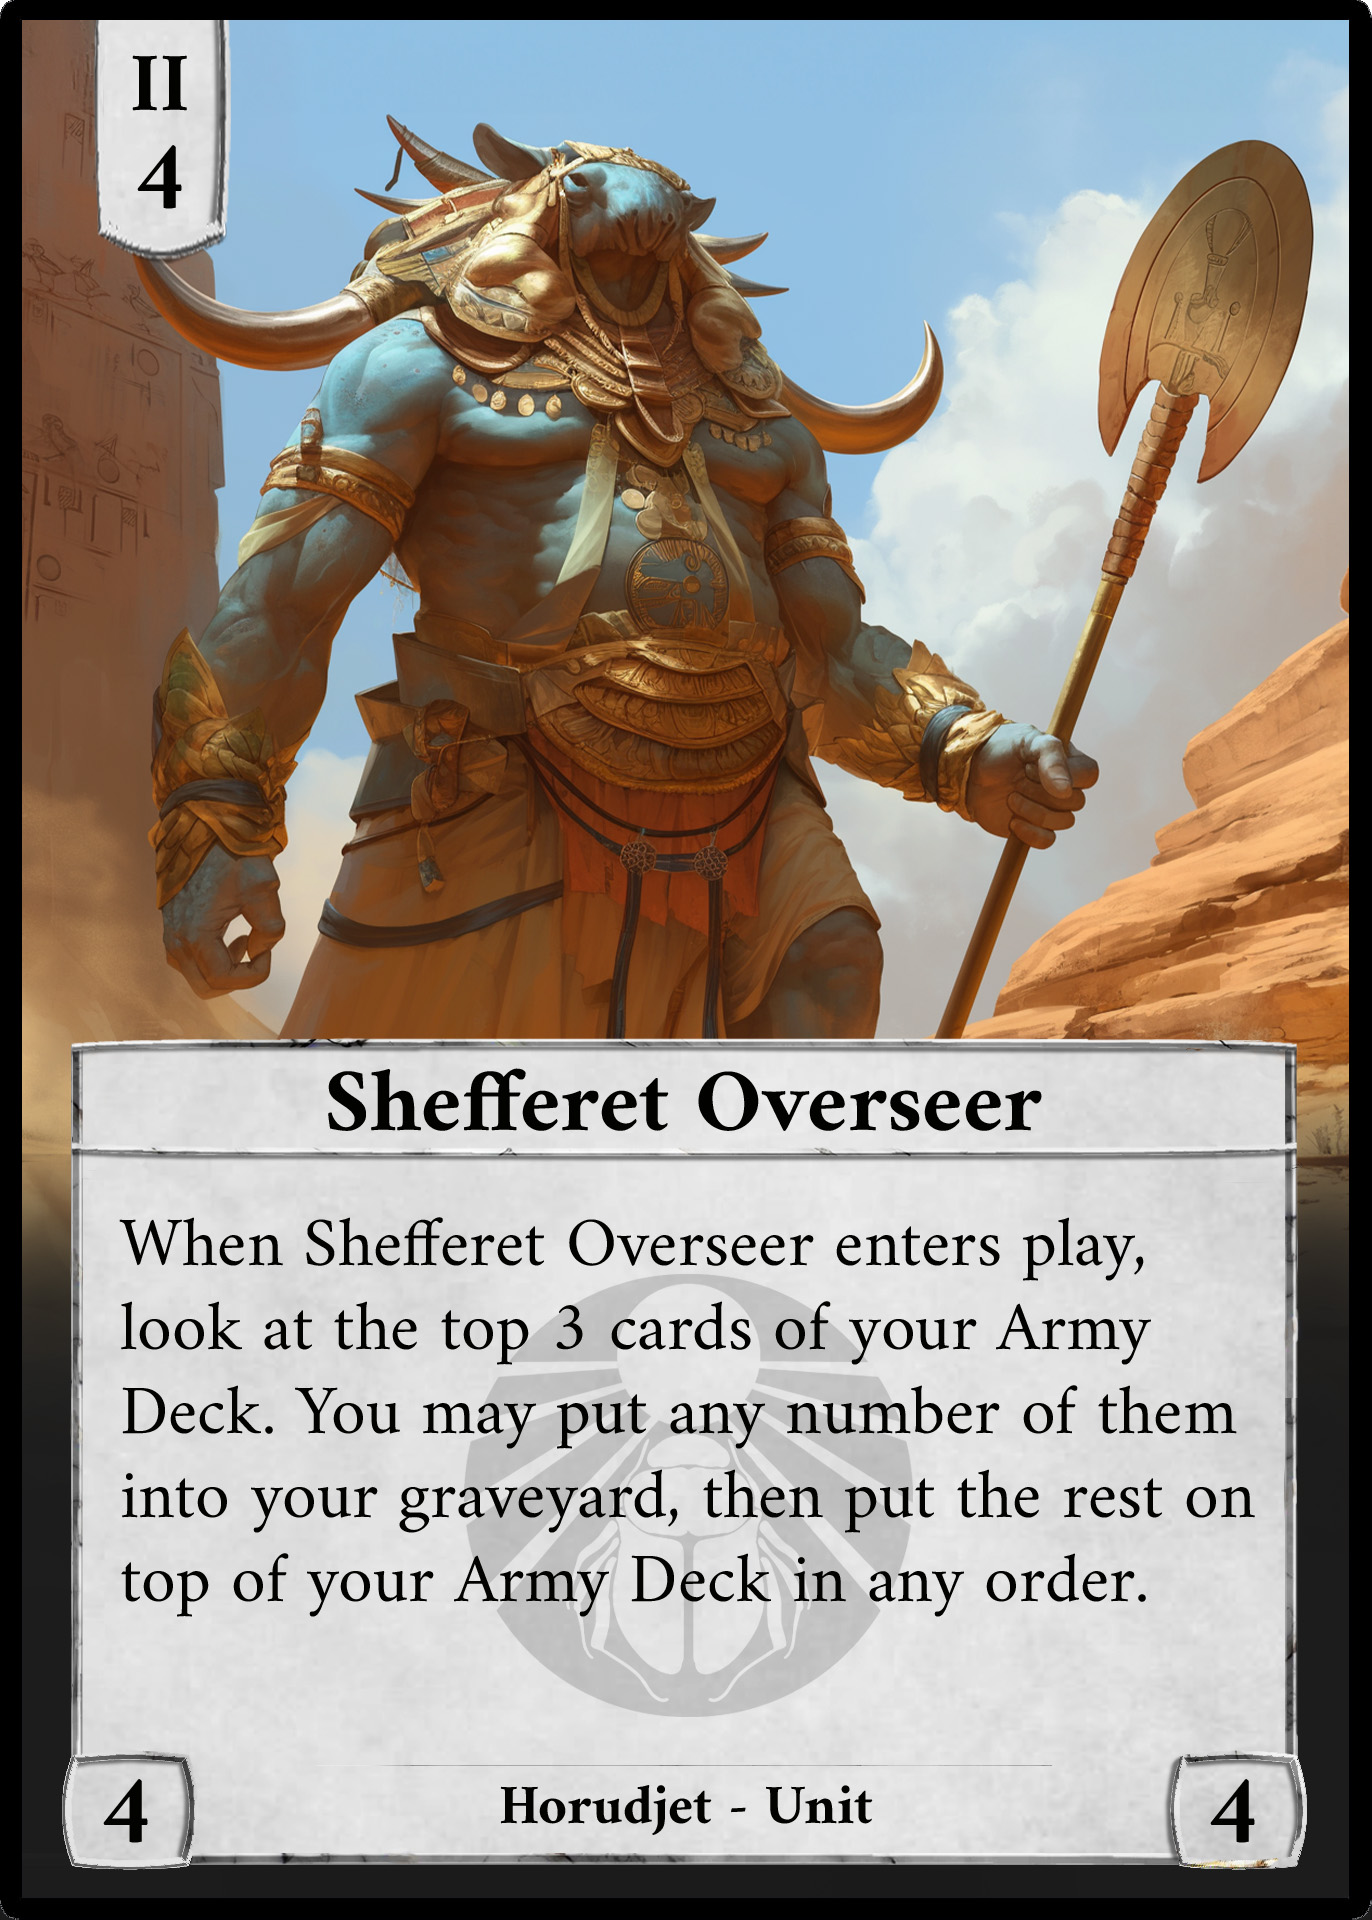 II
4
Shefferet Overseer
When Shefferet Overseer enters play,
look at the top 3 cards of your Army
Deck. You may put any number of them
into your graveyard, then put the rest on
top of your Army Deck in any order.
4
Horudjet - Unit
4